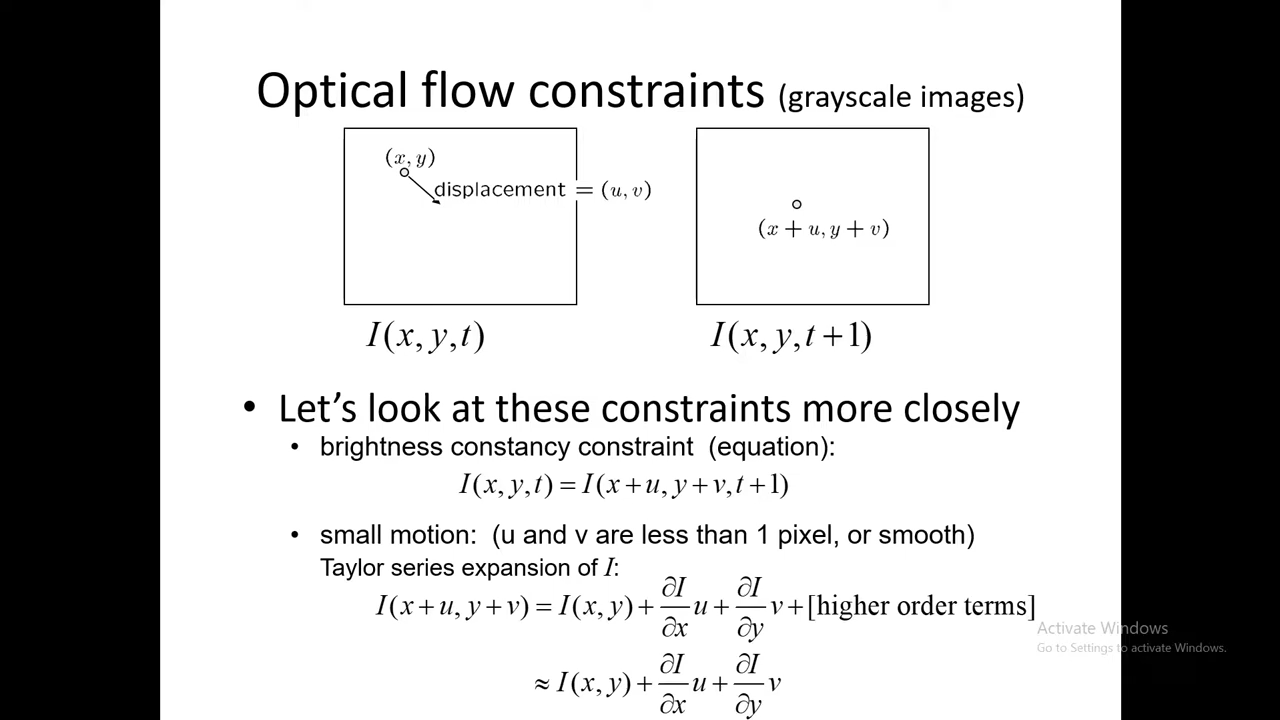 Optical flow constraints (grayscale images)
(x, y)
displacement = (u, v)
(x + u, y + v)
I(x, y, t)
I(x, y, t + 1)
• Let’s look at these constraints more closely
• brightness constancy constraint (equation):
I(x, y, t) = I(x + u, y + v, t + 1)
• small motion: (u and v are less than 1 pixel, or smooth)
Taylor series expansion of I:
I(x + u, y + v) = I(x, y) + ∂I/∂x u + ∂I/∂y v + [higher order terms]
≈ I(x, y) + ∂I/∂x u + ∂I/∂y v
Activate Windows
Go to Settings to activate Windows.